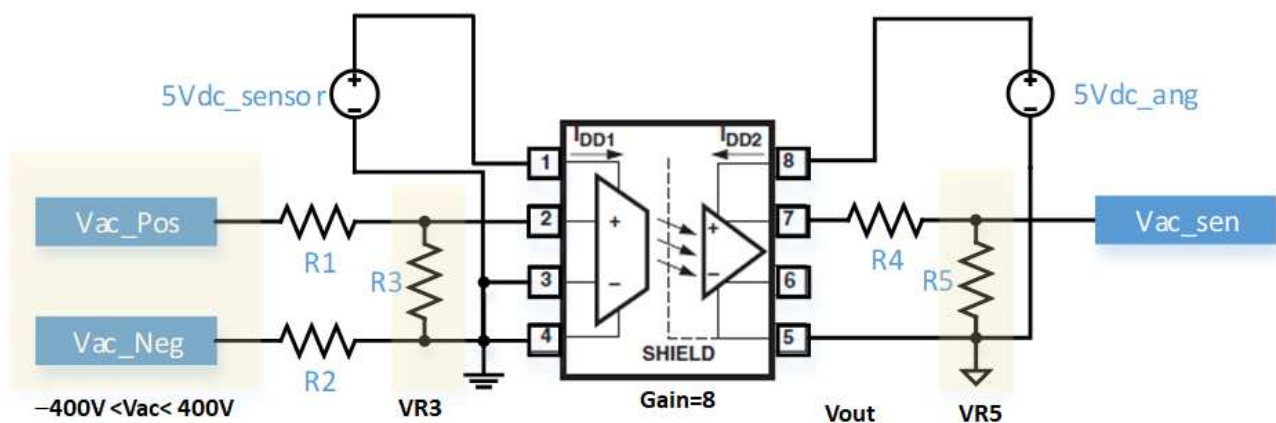 5Vdc_sensor
5Vdc_ang
IDD1
IDD2
1
8
Vac_Pos
2
+
+
7
Vac_sen
R1
R4
R3
3
−
−
6
R5
Vac_Neg
4
5
R2
SHIELD
−400V <Vac< 400V
VR3
Gain=8
Vout
VR5